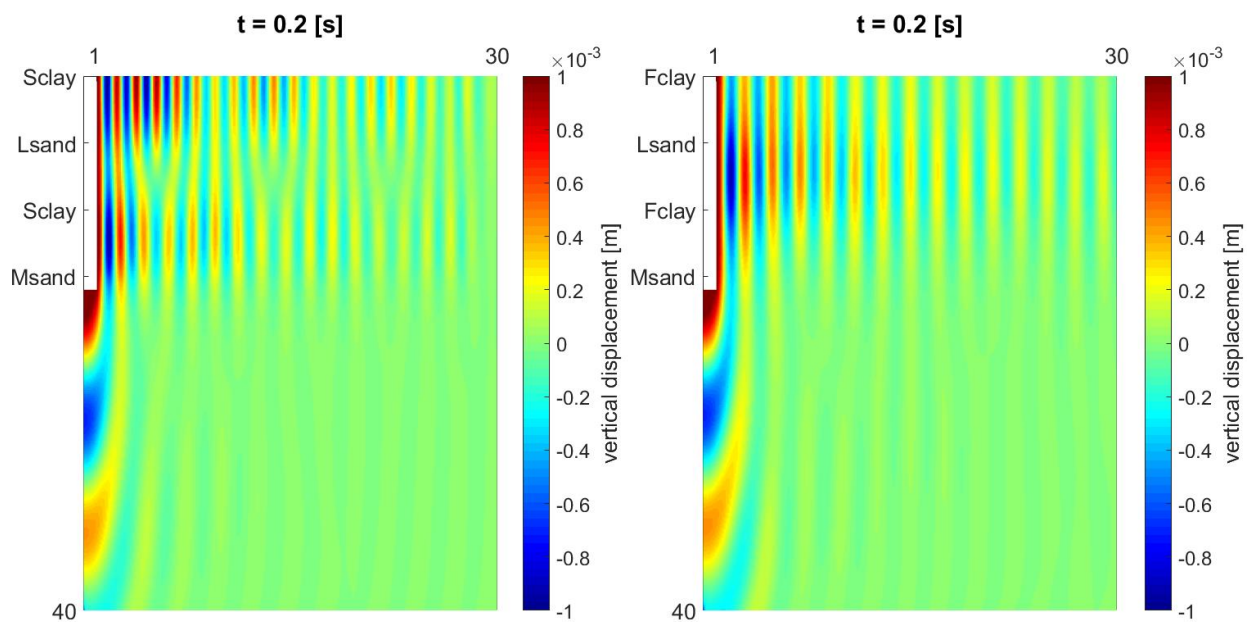 t = 0.2 [s]
1
30
×10⁻³
Sclay
Lsand
Sclay
Msand
40
1
0.8
0.6
0.4
0.2
0
-0.2
-0.4
-0.6
-0.8
-1
vertical displacement [m]
t = 0.2 [s]
1
30
×10⁻³
Fclay
Lsand
Fclay
Msand
40
1
0.8
0.6
0.4
0.2
0
-0.2
-0.4
-0.6
-0.8
-1
vertical displacement [m]